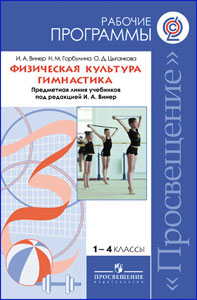 РАБОЧИЕ
ПРОГРАММЫ
И. А. Винер Н. М. Горбулина О. Д. Цыганкова
ФИЗИЧЕСКАЯ КУЛЬТУРА
ГИМНАСТИКА
Предметная линия учебников
под редакцией И. А. Винер
«Просвещение»
1–4 КЛАССЫ
ПРОСВЕЩЕНИЕ
ИЗДАТЕЛЬСТВО